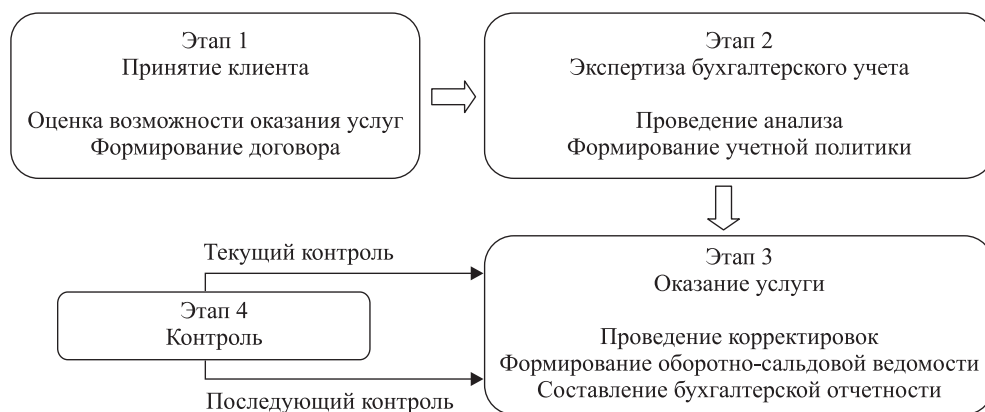 Этап 1
Принятие клиента
Оценка возможности оказания услуг
Формирование договора
Этап 2
Экспертиза бухгалтерского учета
Проведение анализа
Формирование учетной политики
Этап 3
Оказание услуги
Проведение корректировок
Формирование оборотно-сальдовой ведомости
Составление бухгалтерской отчетности
Текущий контроль
Этап 4
Контроль
Последующий контроль